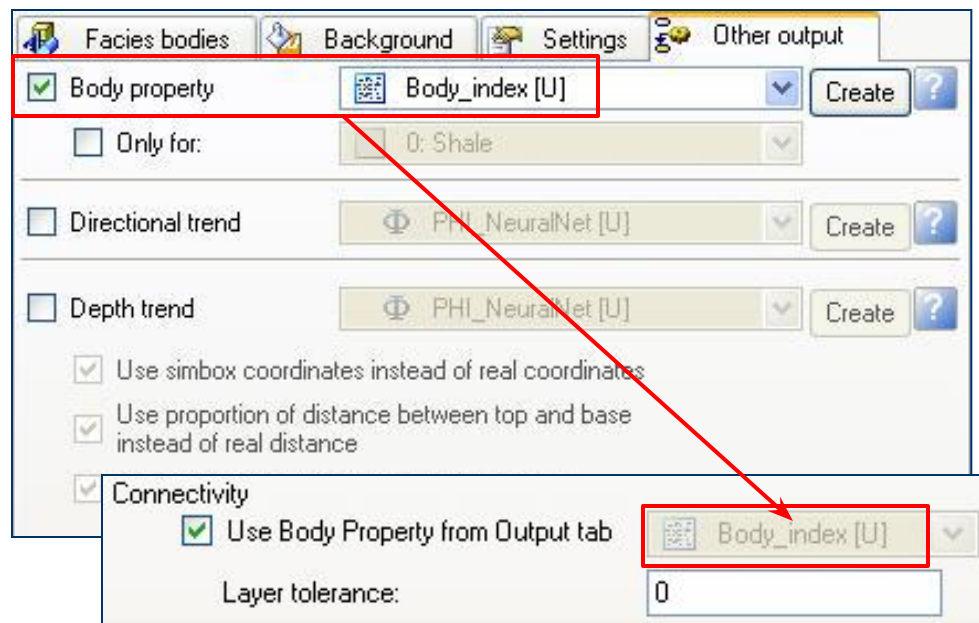 Facies bodies Background Settings Other output
Body property Body_index [U] Create ?
Only for: 0: Shale
Directional trend Φ PHI_NeuralNet [U] Create ?
Depth trend Φ PHI_NeuralNet [U] Create ?
Use simbox coordinates instead of real coordinates
Use proportion of distance between top and base
instead of real distance
Connectivity
Use Body Property from Output tab Body_index [U]
Layer tolerance: 0